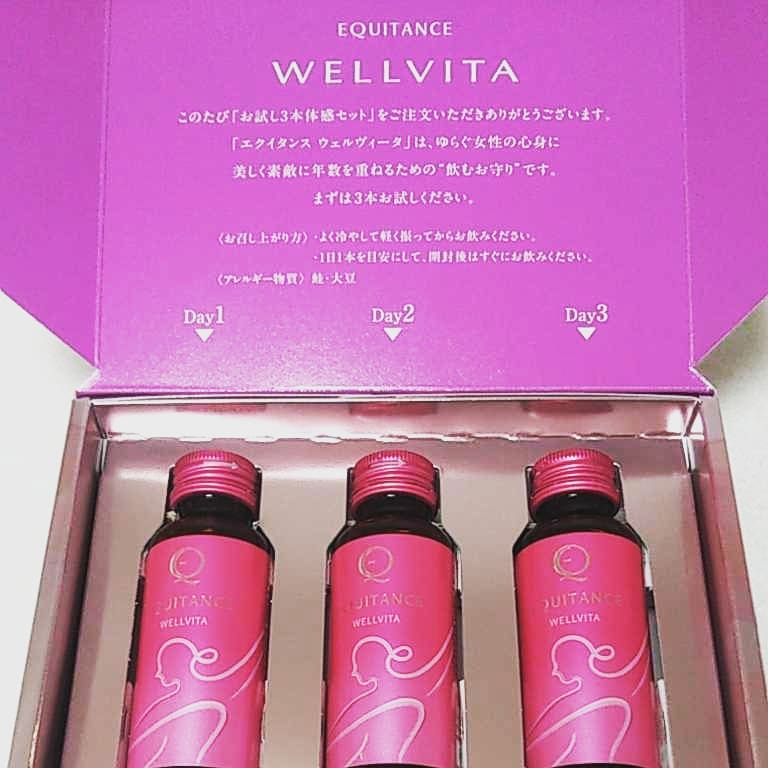 EQUITANCE
WELLVITA
このたび「お試し3本体感セット」をご注文いただきありがとうございます。
「エクイタンス ウェルヴィータ」は、ゆらぐ女性の心身に
美しく素敵に年数を重ねるための“飲むお守り”です。
まずは3本お試しください。
〈お召し上がり方〉・よく冷やして軽く振ってからお飲みください。
・1日1本を目安にして、開封後はすぐにお飲みください。
〈アレルギー物質〉 鮭・大豆
Day1 Day2 Day3
EQUITANCE EQUITANCE EQUITANCE
WELLVITA WELLVITA WELLVITA